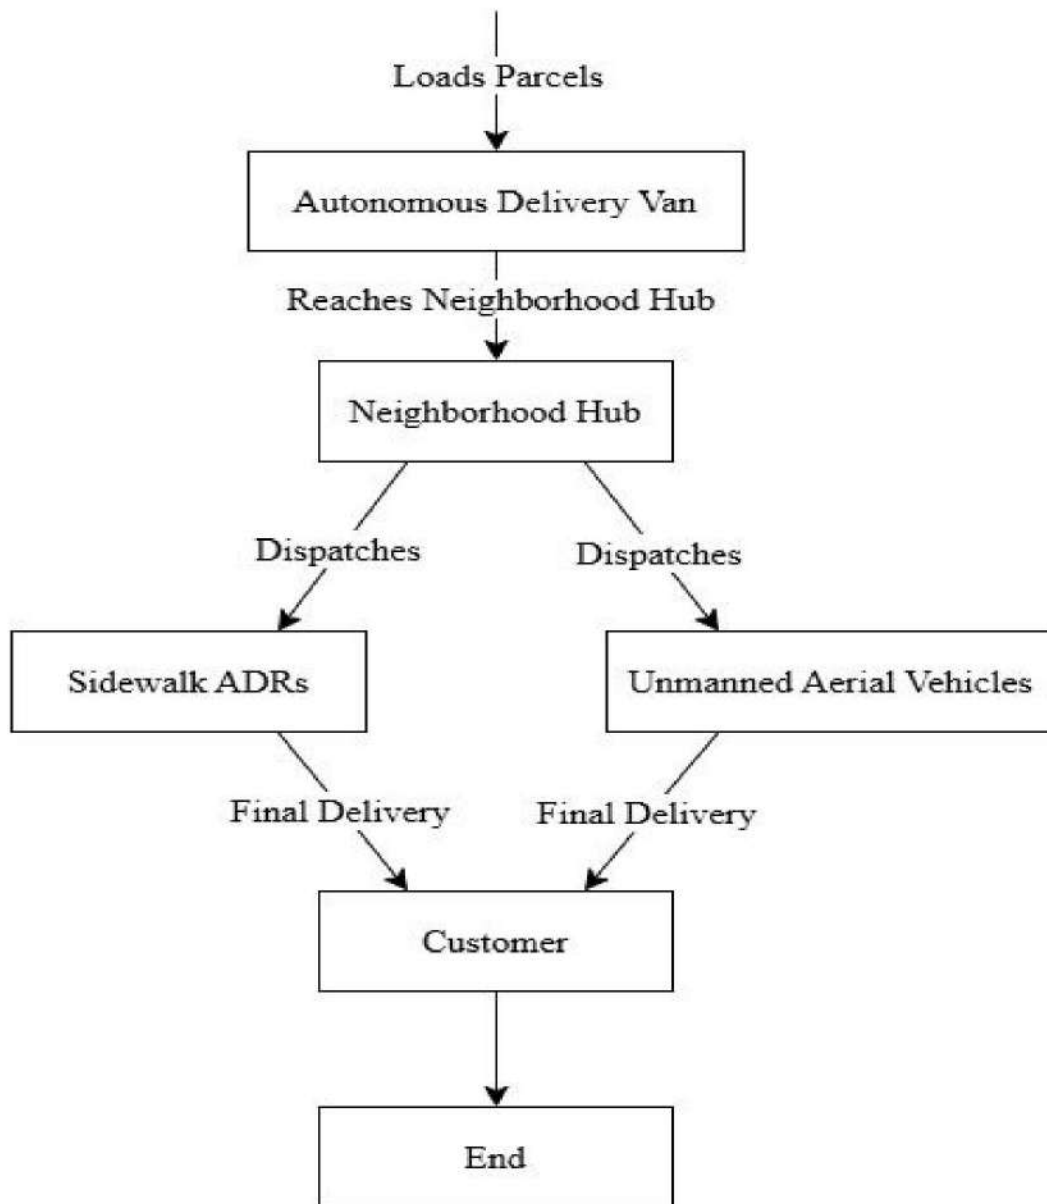 Loads Parcels
Autonomous Delivery Van
Reaches Neighborhood Hub
Neighborhood Hub
Dispatches
Dispatches
Sidewalk ADRs
Unmanned Aerial Vehicles
Final Delivery
Final Delivery
Customer
End